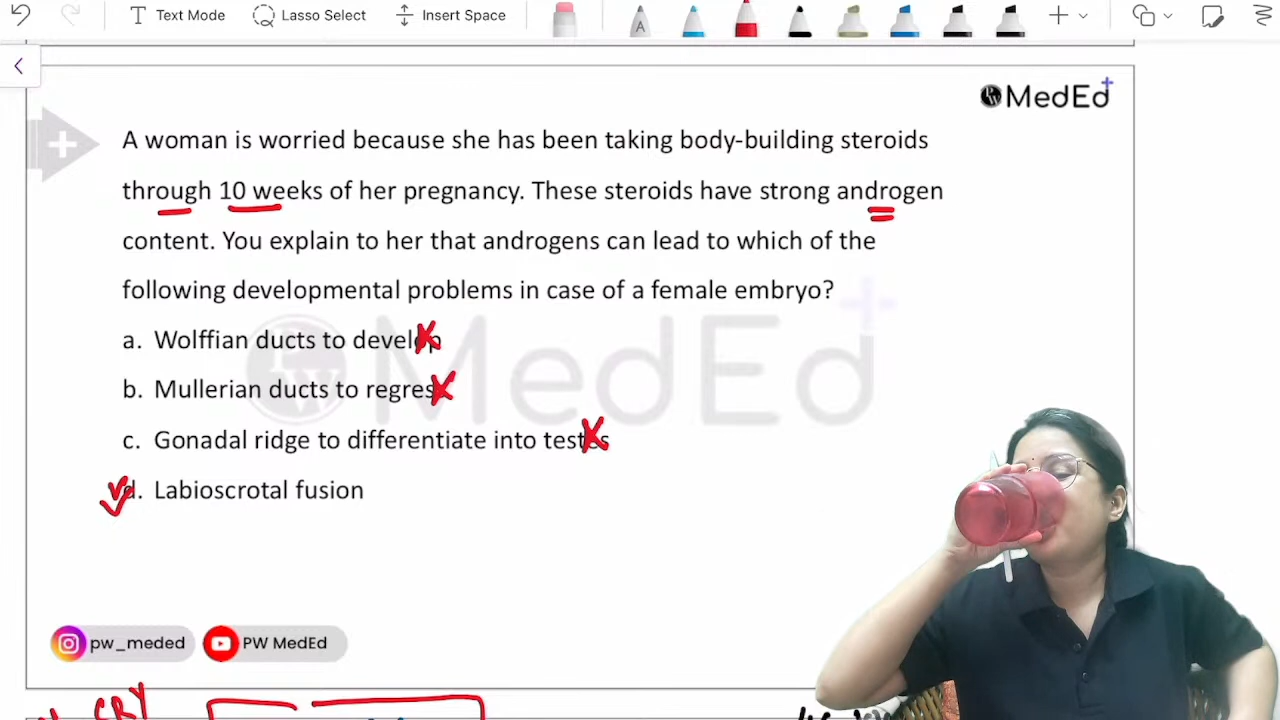 Text Mode
Lasso Select
Insert Space
MedEd
A woman is worried because she has been taking body-building steroids
through 10 weeks of her pregnancy. These steroids have strong androgen
content. You explain to her that androgens can lead to which of the
following developmental problems in case of a female embryo?
a. Wolffian ducts to develop
b. Mullerian ducts to regress
c. Gonadal ridge to differentiate into testes
d. Labioscrotal fusion
MedEd
pw_meded
PW MedEd
SRY